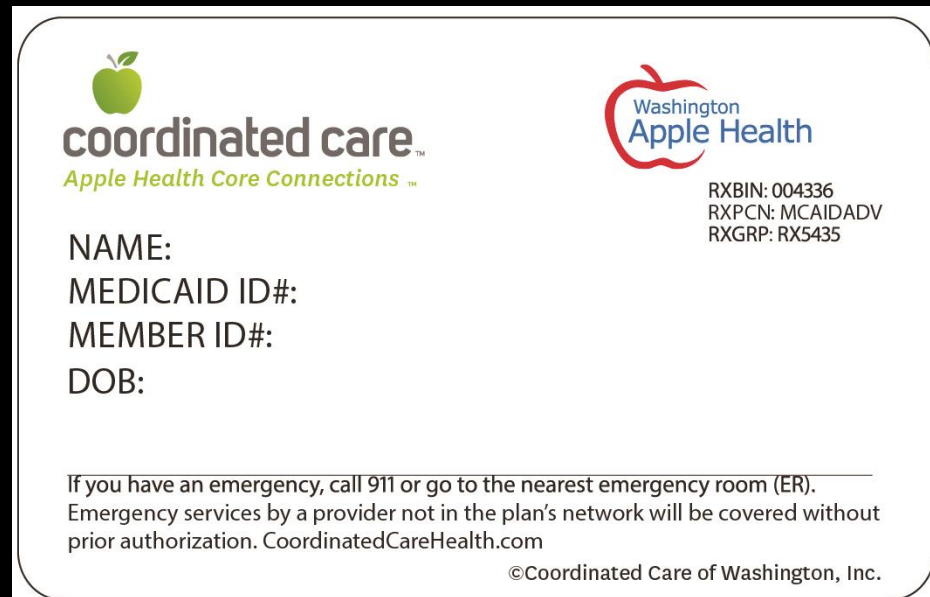 coordinated care™
Apple Health Core Connections™
Washington
Apple Health
RXBIN: 004336
RXPCN: MCAIDADV
RXGRP: RX5435
NAME:
MEDICAID ID#:
MEMBER ID#:
DOB:
If you have an emergency, call 911 or go to the nearest emergency room (ER).
Emergency services by a provider not in the plan's network will be covered without
prior authorization. CoordinatedCareHealth.com
©Coordinated Care of Washington, Inc.